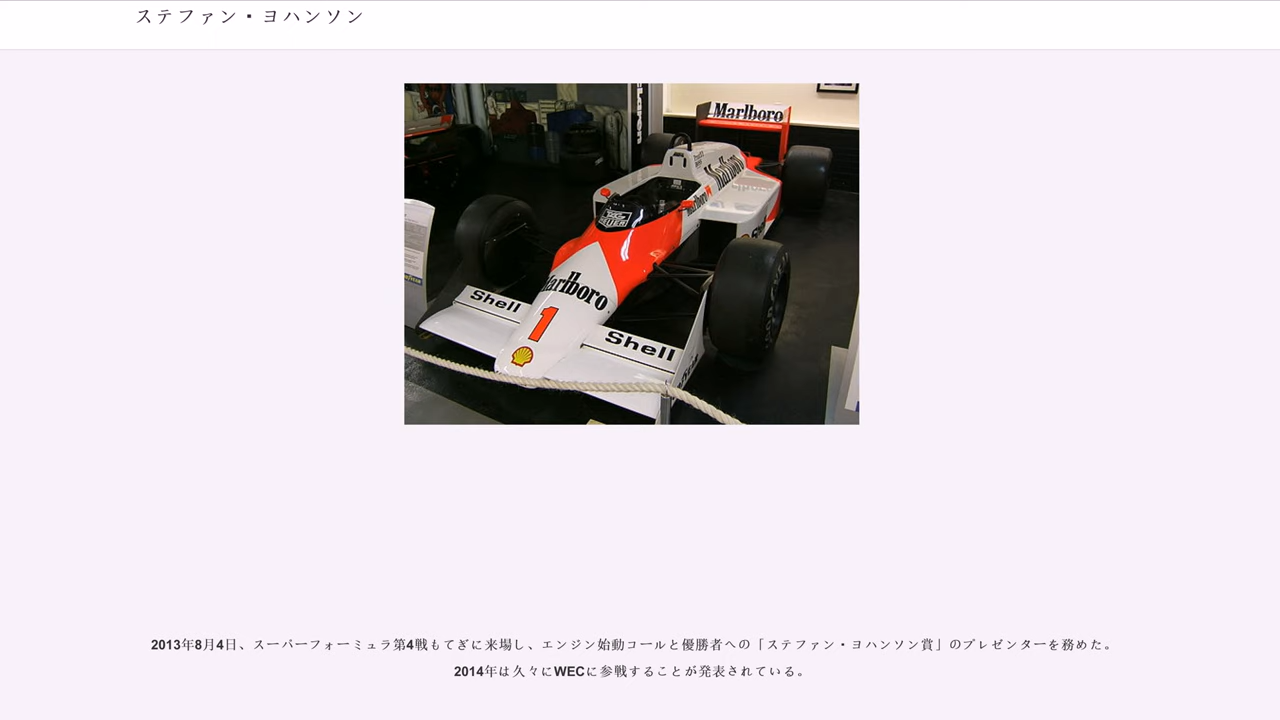 ステファン・ヨハンソン
Marlboro
Marlboro
Marlboro
TAG
HEUER
Marlboro
Shell
1
Shell
2013年8月4日、スーパーフォーミュラ第4戦もてぎに来場し、エンジン始動コールと優勝者への「ステファン・ヨハンソン賞」のプレゼンターを務めた。
2014年は久々にWECに参戦することが発表されている。